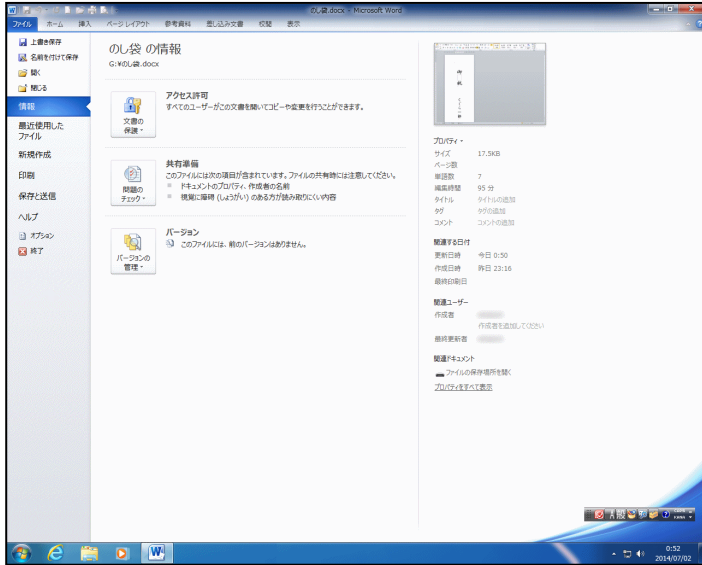 のし袋.docx - Microsoft Word
ファイル
ホーム
挿入
ページ レイアウト
参考資料
差し込み文書
校閲
表示
上書き保存
名前を付けて保存
開く
閉じる
情報
最近使用した
ファイル
新規作成
印刷
保存と送信
ヘルプ
オプション
終了
のし袋 の情報
G:¥のし袋.docx
文書の
保護
アクセス許可
すべてのユーザーがこの文書を開いてコピーや変更を行うことができます。
問題の
チェック
共有準備
このファイルには次の項目が含まれています。ファイルの共有時には注意してください。
ドキュメントのプロパティ、作成者の名前
視覚に障碍 (しょうがい) のある方が読み取りにくい内容
バージョンの
管理
バージョン
このファイルには、前のバージョンはありません。
プロパティ
サイズ 17.5KB
ページ数
単語数 7
編集時間 95 分
タイトル タイトルの追加
タグ タグの追加
コメント コメントの追加
関連する日付
更新日時 今日 0:50
作成日時 昨日 23:16
最終印刷日
関連ユーザー
作成者
作成者を追加してください
最終更新者
関連ドキュメント
ファイルの保存場所を開く
プロパティをすべて表示
A 般
CAPS
KANA
0:52
2014/07/02